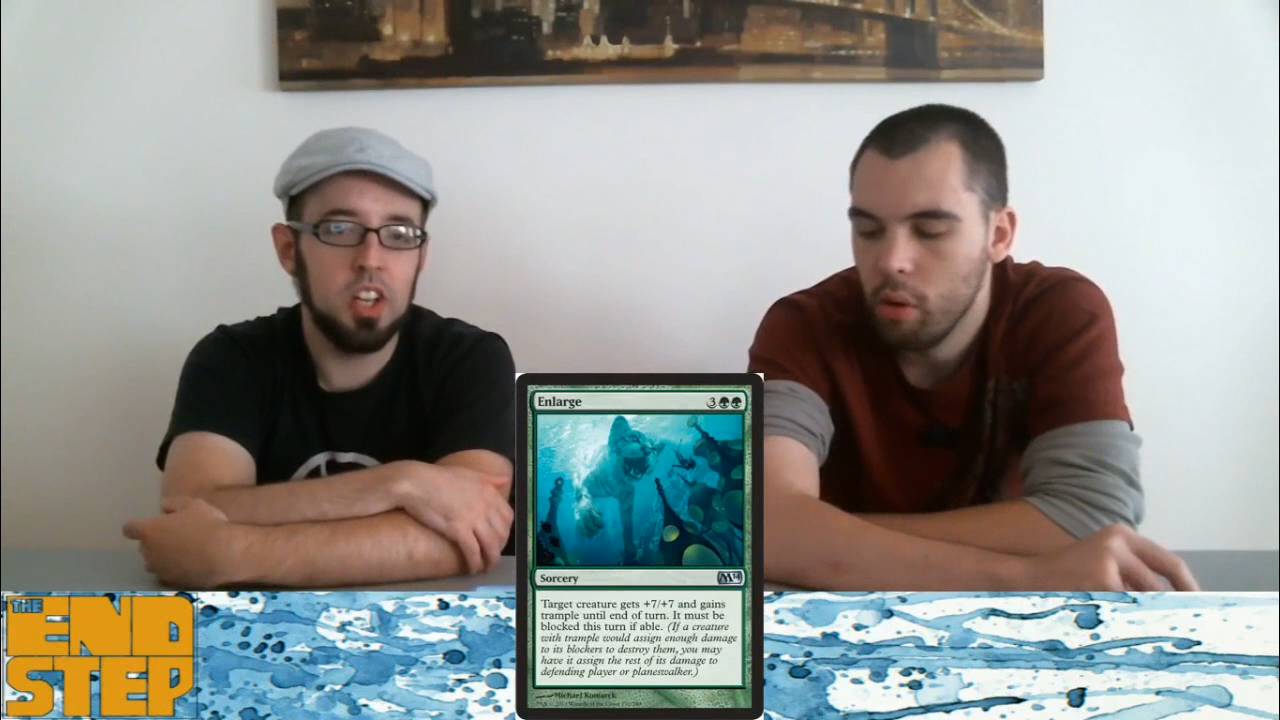 Enlarge 3
Sorcery M14
Target creature gets +7/+7 and gains
trample until end of turn. It must be
blocked this turn if able. (If a creature
with trample would assign enough damage
to its blockers to destroy them, you may
have it assign the rest of its damage to
defending player or planeswalker.)
Michael Komarck
THE
END
STEP